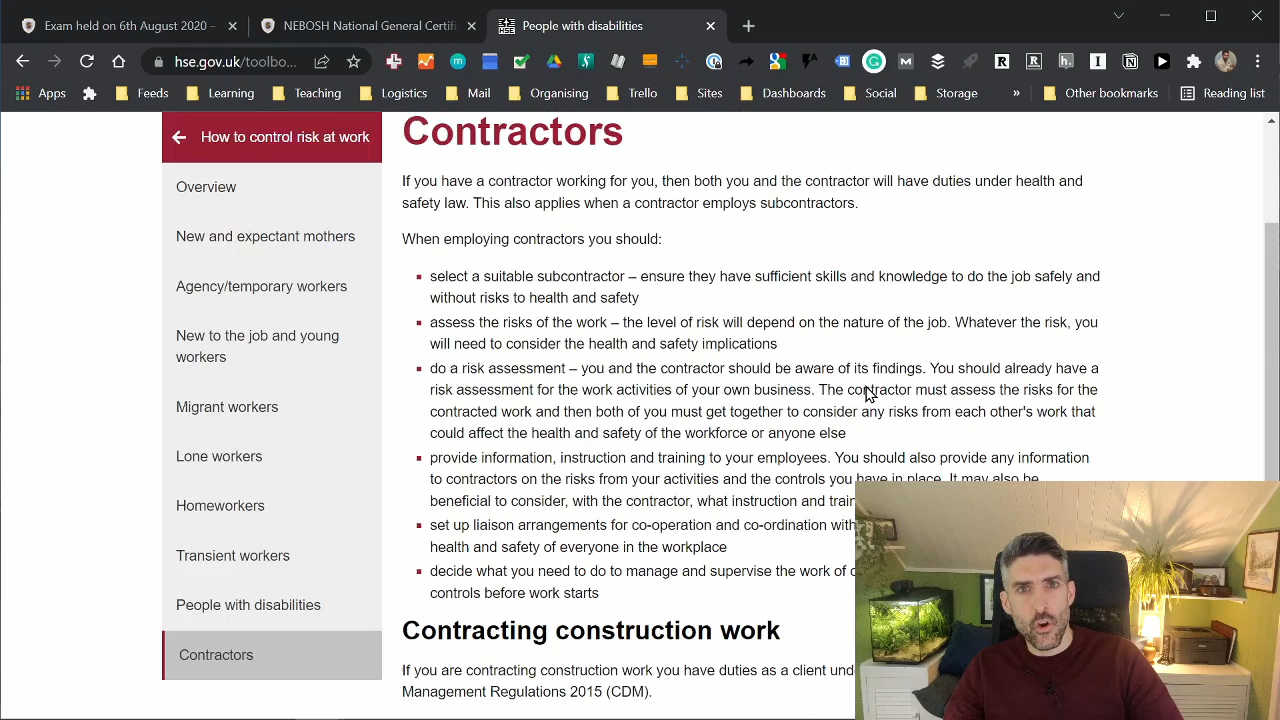 Exam held on 6th August 2020 –
NEBOSH National General Certifi
People with disabilities
hse.gov.uk/toolbo...
Apps
Feeds
Learning
Teaching
Logistics
Mail
Organising
Trello
Sites
Dashboards
Social
Storage
»
Other bookmarks
Reading list
How to control risk at work
Overview
New and expectant mothers
Agency/temporary workers
New to the job and young
workers
Migrant workers
Lone workers
Homeworkers
Transient workers
People with disabilities
Contractors
Contractors
If you have a contractor working for you, then both you and the contractor will have duties under health and
safety law. This also applies when a contractor employs subcontractors.
When employing contractors you should:
select a suitable subcontractor – ensure they have sufficient skills and knowledge to do the job safely and
without risks to health and safety
assess the risks of the work – the level of risk will depend on the nature of the job. Whatever the risk, you
will need to consider the health and safety implications
do a risk assessment – you and the contractor should be aware of its findings. You should already have a
risk assessment for the work activities of your own business. The contractor must assess the risks for the
contracted work and then both of you must get together to consider any risks from each other's work that
could affect the health and safety of the workforce or anyone else
provide information, instruction and training to your employees. You should also provide any information
to contractors on the risks from your activities and the controls you have in place. It may also be
beneficial to consider, with the contractor, what instruction and train
set up liaison arrangements for co-operation and co-ordination with
health and safety of everyone in the workplace
decide what you need to do to manage and supervise the work of
controls before work starts
Contracting construction work
If you are contracting construction work you have duties as a client unde
Management Regulations 2015 (CDM).